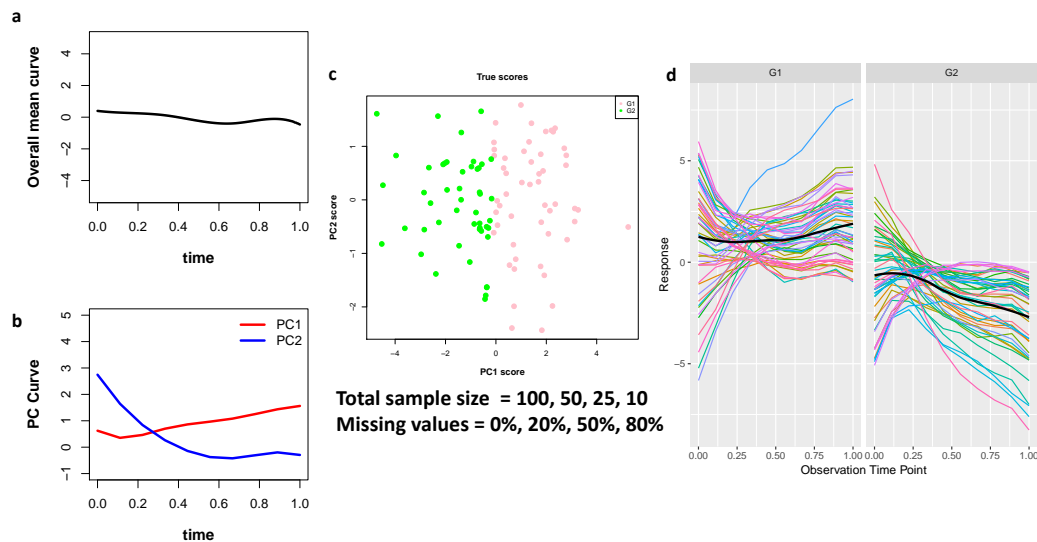 a
Overall mean curve
4
2
0
−2
−4
0.0 0.2 0.4 0.6 0.8 1.0
time
b
PC Curve
5
4
3
2
1
0
−1
PC1
PC2
0.0 0.2 0.4 0.6 0.8 1.0
time
c
True scores
G1
G2
PC2 score
1
0
−1
−2
−4 −2 0 2 4
PC1 score
Total sample size = 100, 50, 25, 10
Missing values = 0%, 20%, 50%, 80%
d
G1 G2
Response
5
0
−5
0.00 0.25 0.50 0.75 1.00 0.00 0.25 0.50 0.75 1.00
Observation Time Point